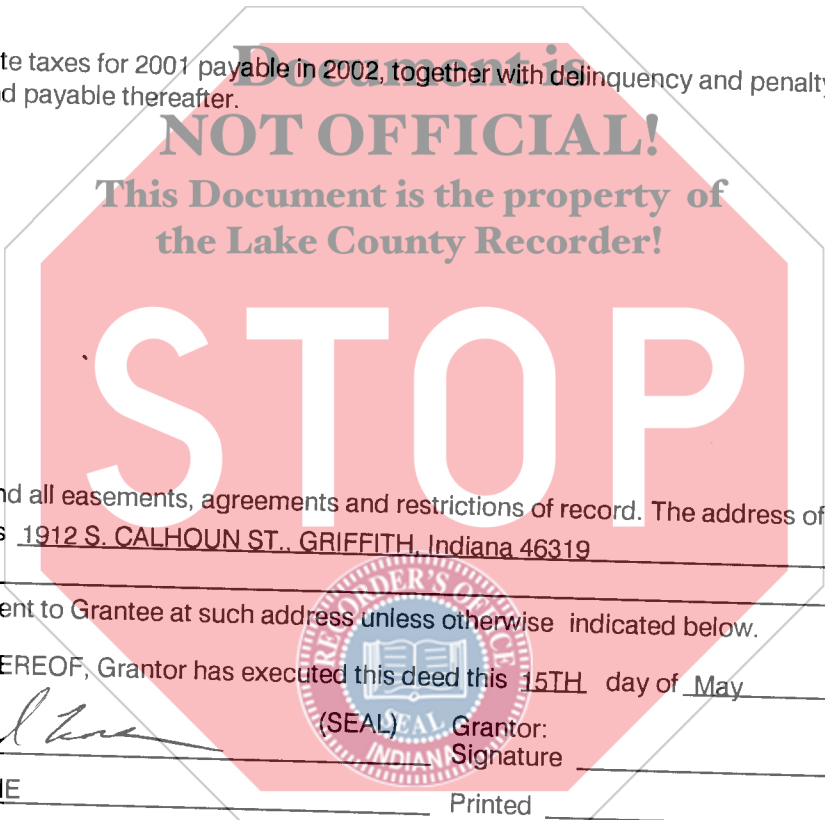 te taxes for 2001 payable in 2002, together with delinquency and penalty
d payable thereafter.
Document is
NOT OFFICIAL!
This Document is the property of
the Lake County Recorder!
STOP
nd all easements, agreements and restrictions of record. The address of
s 1912 S. CALHOUN ST., GRIFFITH, Indiana 46319
ent to Grantee at such address unless otherwise indicated below.
EREOF, Grantor has executed this deed this 15TH day of May
(SEAL) Grantor:
Signature
E
Printed
RECORDER'S OFFICE
SEAL
INDIANA